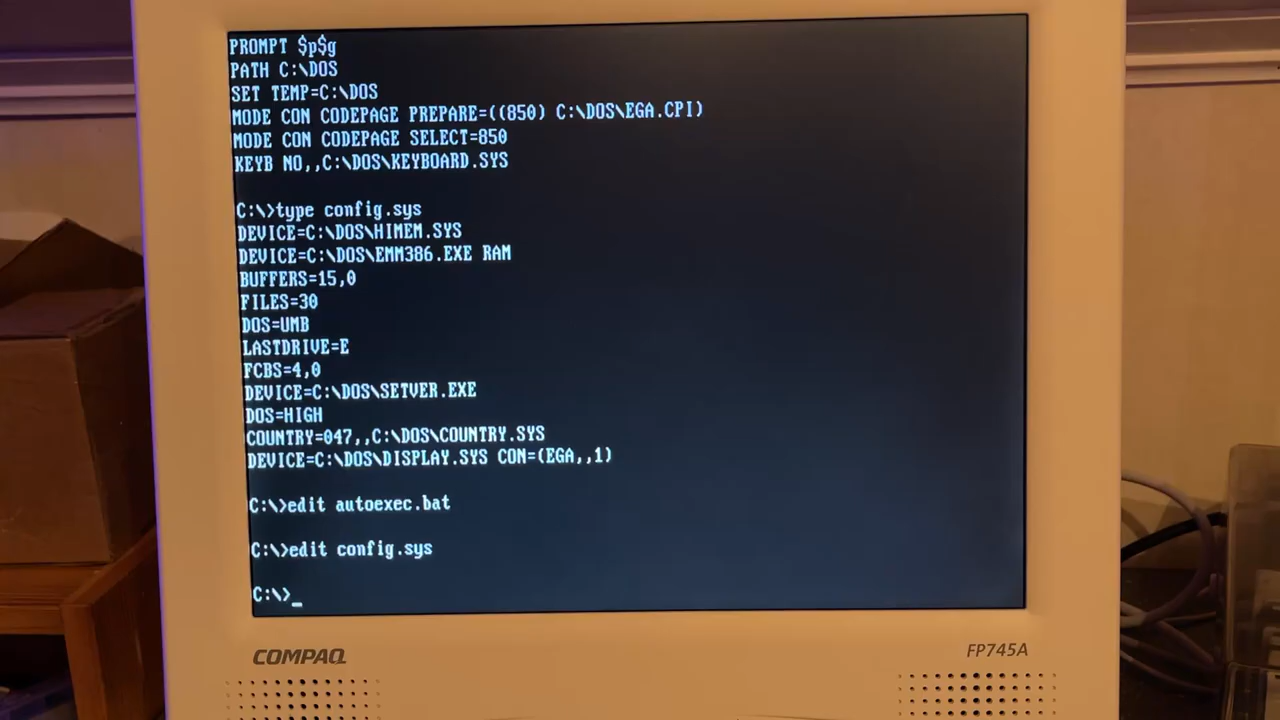 PROMPT $p$g
PATH C:\DOS
SET TEMP=C:\DOS
MODE CON CODEPAGE PREPARE=((850) C:\DOS\EGA.CPI)
MODE CON CODEPAGE SELECT=850
KEYB NO,,C:\DOS\KEYBOARD.SYS
C:\>type config.sys
DEVICE=C:\DOS\HIMEM.SYS
DEVICE=C:\DOS\EMM386.EXE RAM
BUFFERS=15,0
FILES=30
DOS=UMB
LASTDRIVE=E
FCBS=4,0
DEVICE=C:\DOS\SETVER.EXE
DOS=HIGH
COUNTRY=047,,C:\DOS\COUNTRY.SYS
DEVICE=C:\DOS\DISPLAY.SYS CON=(EGA,,1)
C:\>edit autoexec.bat
C:\>edit config.sys
C:\>_
COMPAQ
FP745A